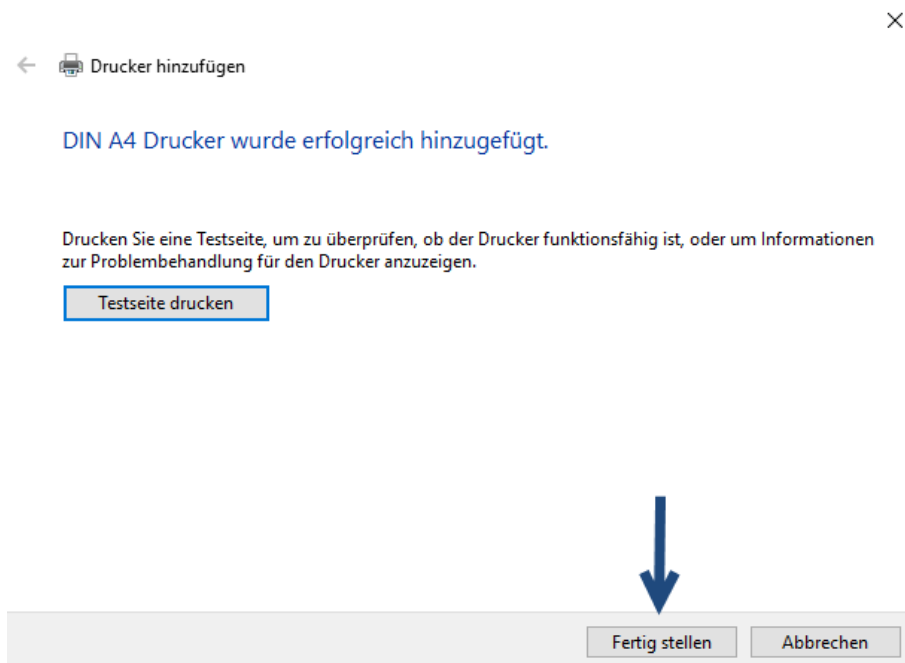 Drucker hinzufügen
DIN A4 Drucker wurde erfolgreich hinzugefügt.
Drucken Sie eine Testseite, um zu überprüfen, ob der Drucker funktionsfähig ist, oder um Informationen
zur Problembehandlung für den Drucker anzuzeigen.
Testseite drucken
Fertig stellen Abbrechen